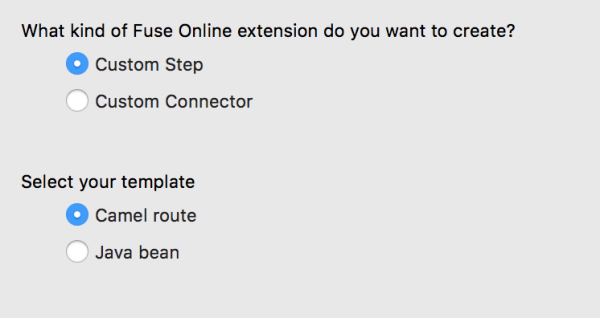 What kind of Fuse Online extension do you want to create?
Custom Step
Custom Connector
Select your template
Camel route
Java bean